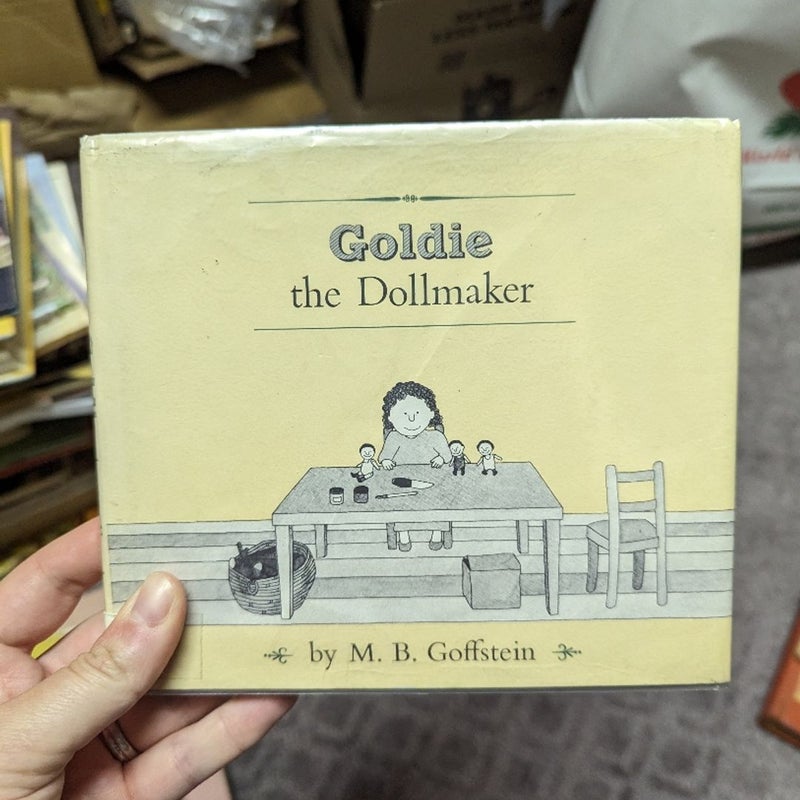 Goldie
the Dollmaker
by M. B. Goffstein